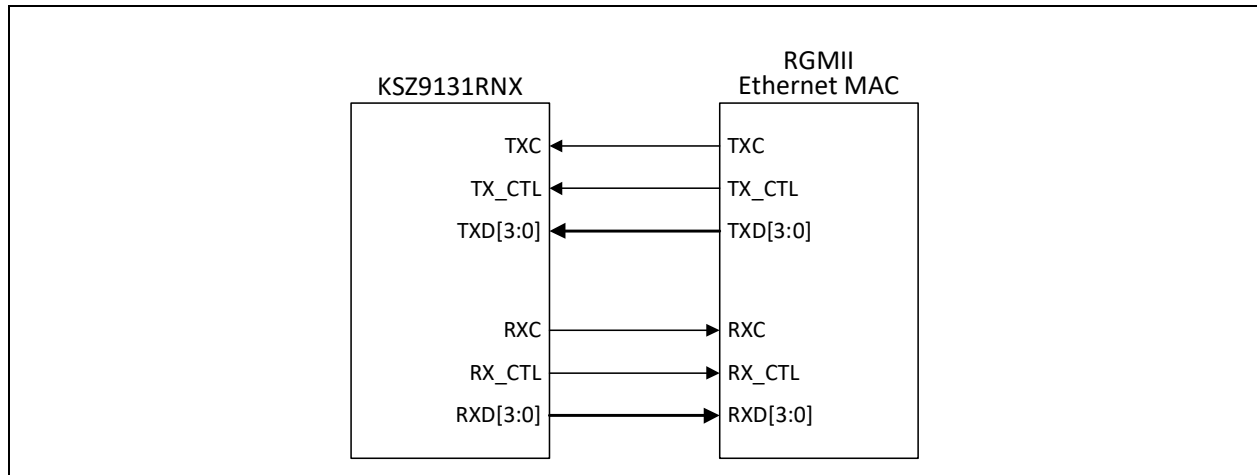 KSZ9131RNX
RGMII
Ethernet MAC
TXC TXC
TX_CTL TX_CTL
TXD[3:0] TXD[3:0]
RXC RXC
RX_CTL RX_CTL
RXD[3:0] RXD[3:0]